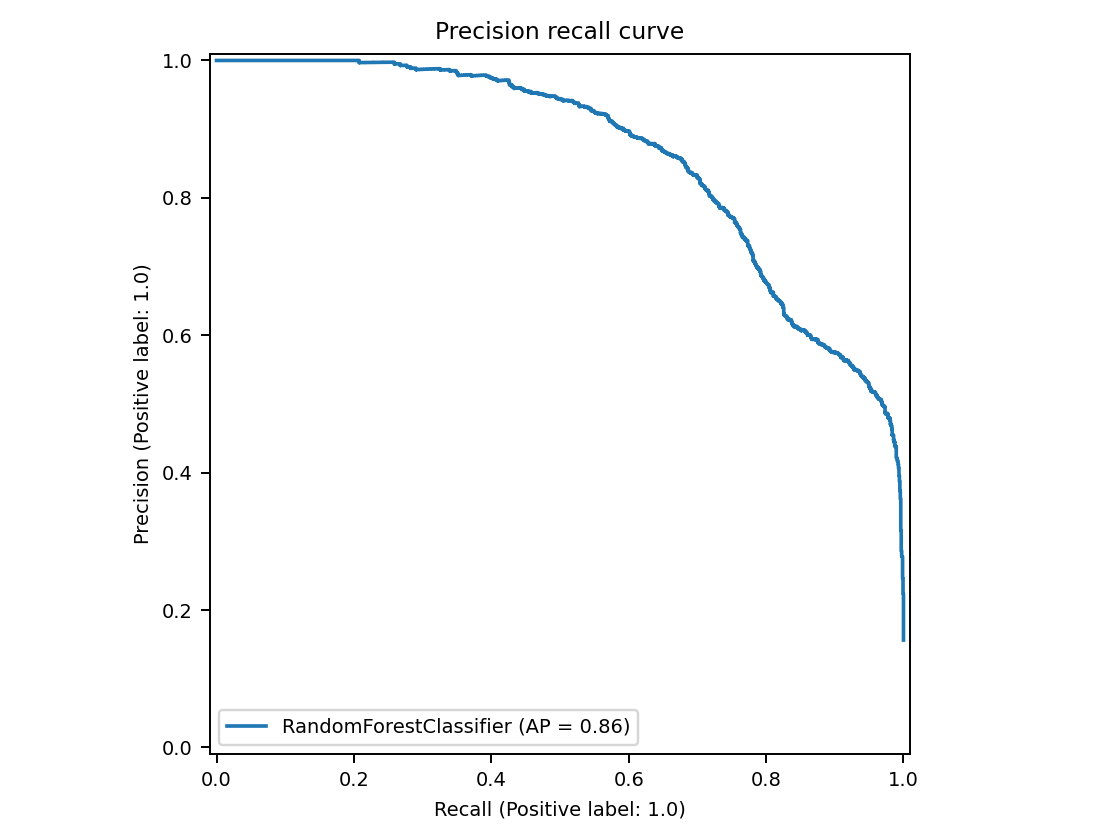 Precision recall curve
1.0
0.8
0.6
0.4
0.2
0.0
Precision (Positive label: 1.0)
RandomForestClassifier (AP = 0.86)
0.0 0.2 0.4 0.6 0.8 1.0
Recall (Positive label: 1.0)